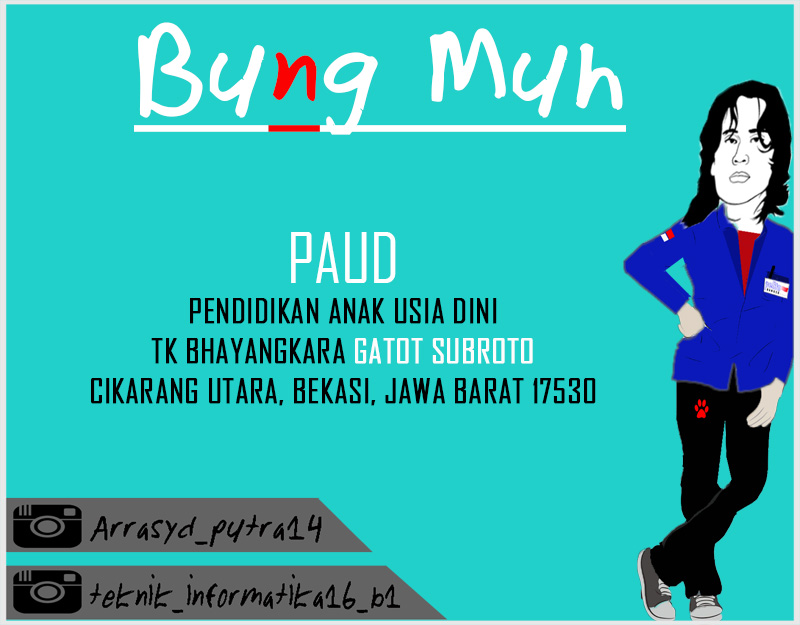 Bung Muh
PAUD
PENDIDIKAN ANAK USIA DINI
TK BHAYANGKARA GATOT SUBROTO
CIKARANG UTARA, BEKASI, JAWA BARAT 17530
Arrasyd_putra14
teknik_informatika16_b1